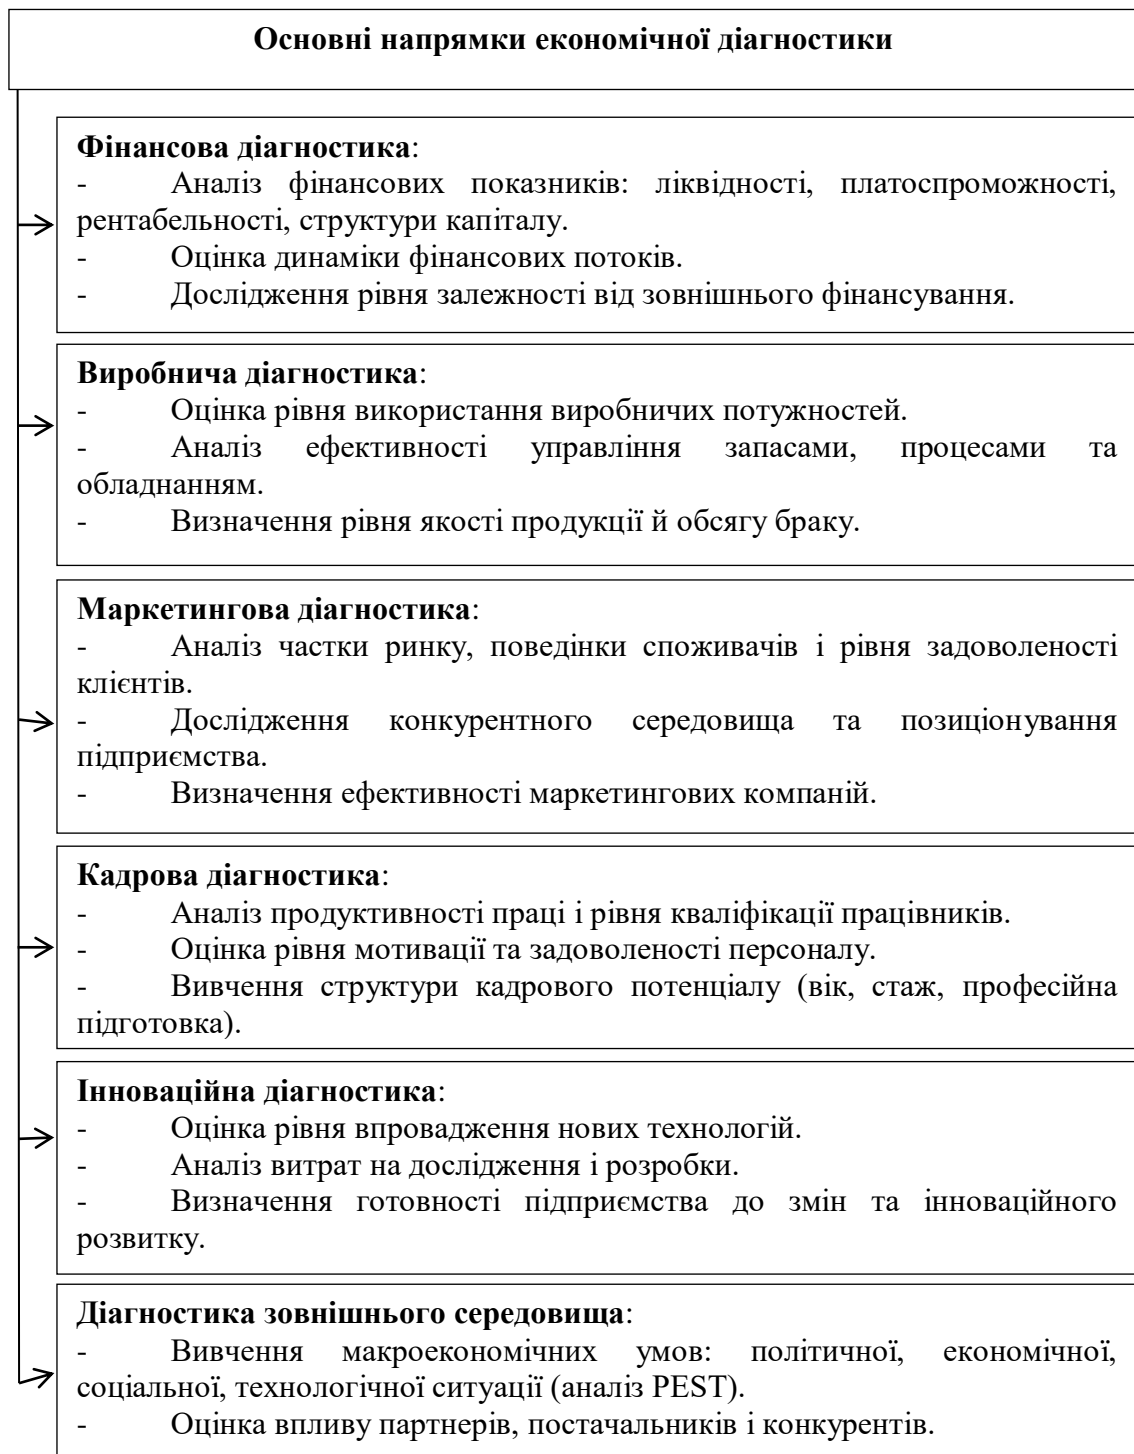 Основні напрямки економічної діагностики
Фінансова діагностика:
- Аналіз фінансових показників: ліквідності, платоспроможності,
рентабельності, структури капіталу.
- Оцінка динаміки фінансових потоків.
- Дослідження рівня залежності від зовнішнього фінансування.
Виробнича діагностика:
- Оцінка рівня використання виробничих потужностей.
- Аналіз ефективності управління запасами, процесами та
обладнанням.
- Визначення рівня якості продукції й обсягу браку.
Маркетингова діагностика:
- Аналіз частки ринку, поведінки споживачів і рівня задоволеності
клієнтів.
- Дослідження конкурентного середовища та позиціонування
підприємства.
- Визначення ефективності маркетингових компаній.
Кадрова діагностика:
- Аналіз продуктивності праці і рівня кваліфікації працівників.
- Оцінка рівня мотивації та задоволеності персоналу.
- Вивчення структури кадрового потенціалу (вік, стаж, професійна
підготовка).
Інноваційна діагностика:
- Оцінка рівня впровадження нових технологій.
- Аналіз витрат на дослідження і розробки.
- Визначення готовності підприємства до змін та інноваційного
розвитку.
Діагностика зовнішнього середовища:
- Вивчення макроекономічних умов: політичної, економічної,
соціальної, технологічної ситуації (аналіз PEST).
- Оцінка впливу партнерів, постачальників і конкурентів.